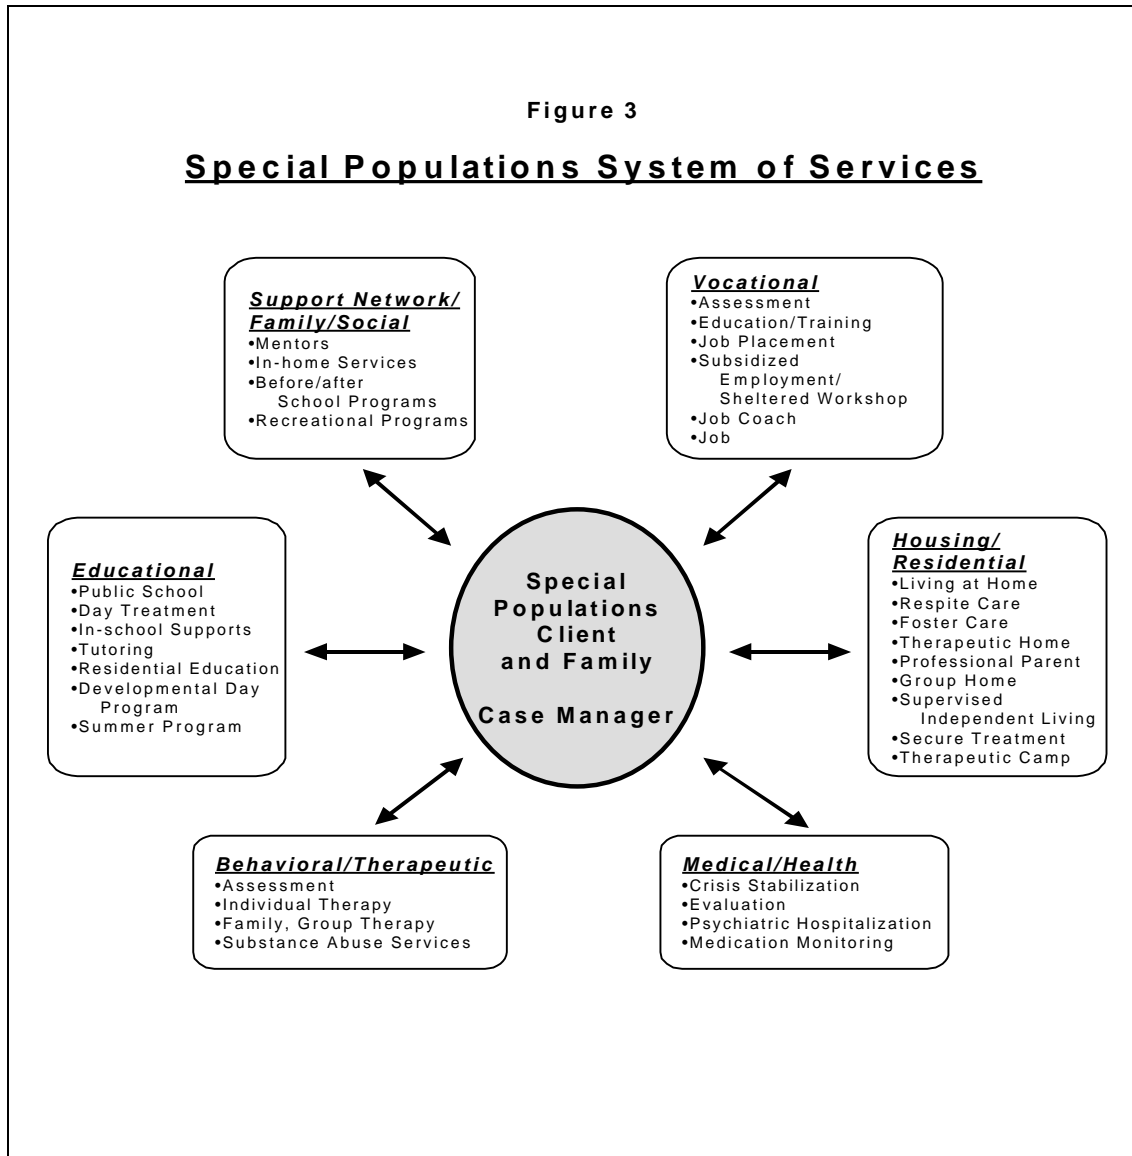 Figure 3
Special Populations System of Services
Support Network/
Family/Social
•Mentors
•In-home Services
•Before/after
School Programs
•Recreational Programs
Vocational
•Assessment
•Education/Training
•Job Placement
•Subsidized
Employment/
Sheltered Workshop
•Job Coach
•Job
Educational
•Public School
•Day Treatment
•In-school Supports
•Tutoring
•Residential Education
•Developmental Day
Program
•Summer Program
Special
Populations
Client
and Family
Case Manager
Housing/
Residential
•Living at Home
•Respite Care
•Foster Care
•Therapeutic Home
•Professional Parent
•Group Home
•Supervised
Independent Living
•Secure Treatment
•Therapeutic Camp
Behavioral/Therapeutic
•Assessment
•Individual Therapy
•Family, Group Therapy
•Substance Abuse Services
Medical/Health
•Crisis Stabilization
•Evaluation
•Psychiatric Hospitalization
•Medication Monitoring